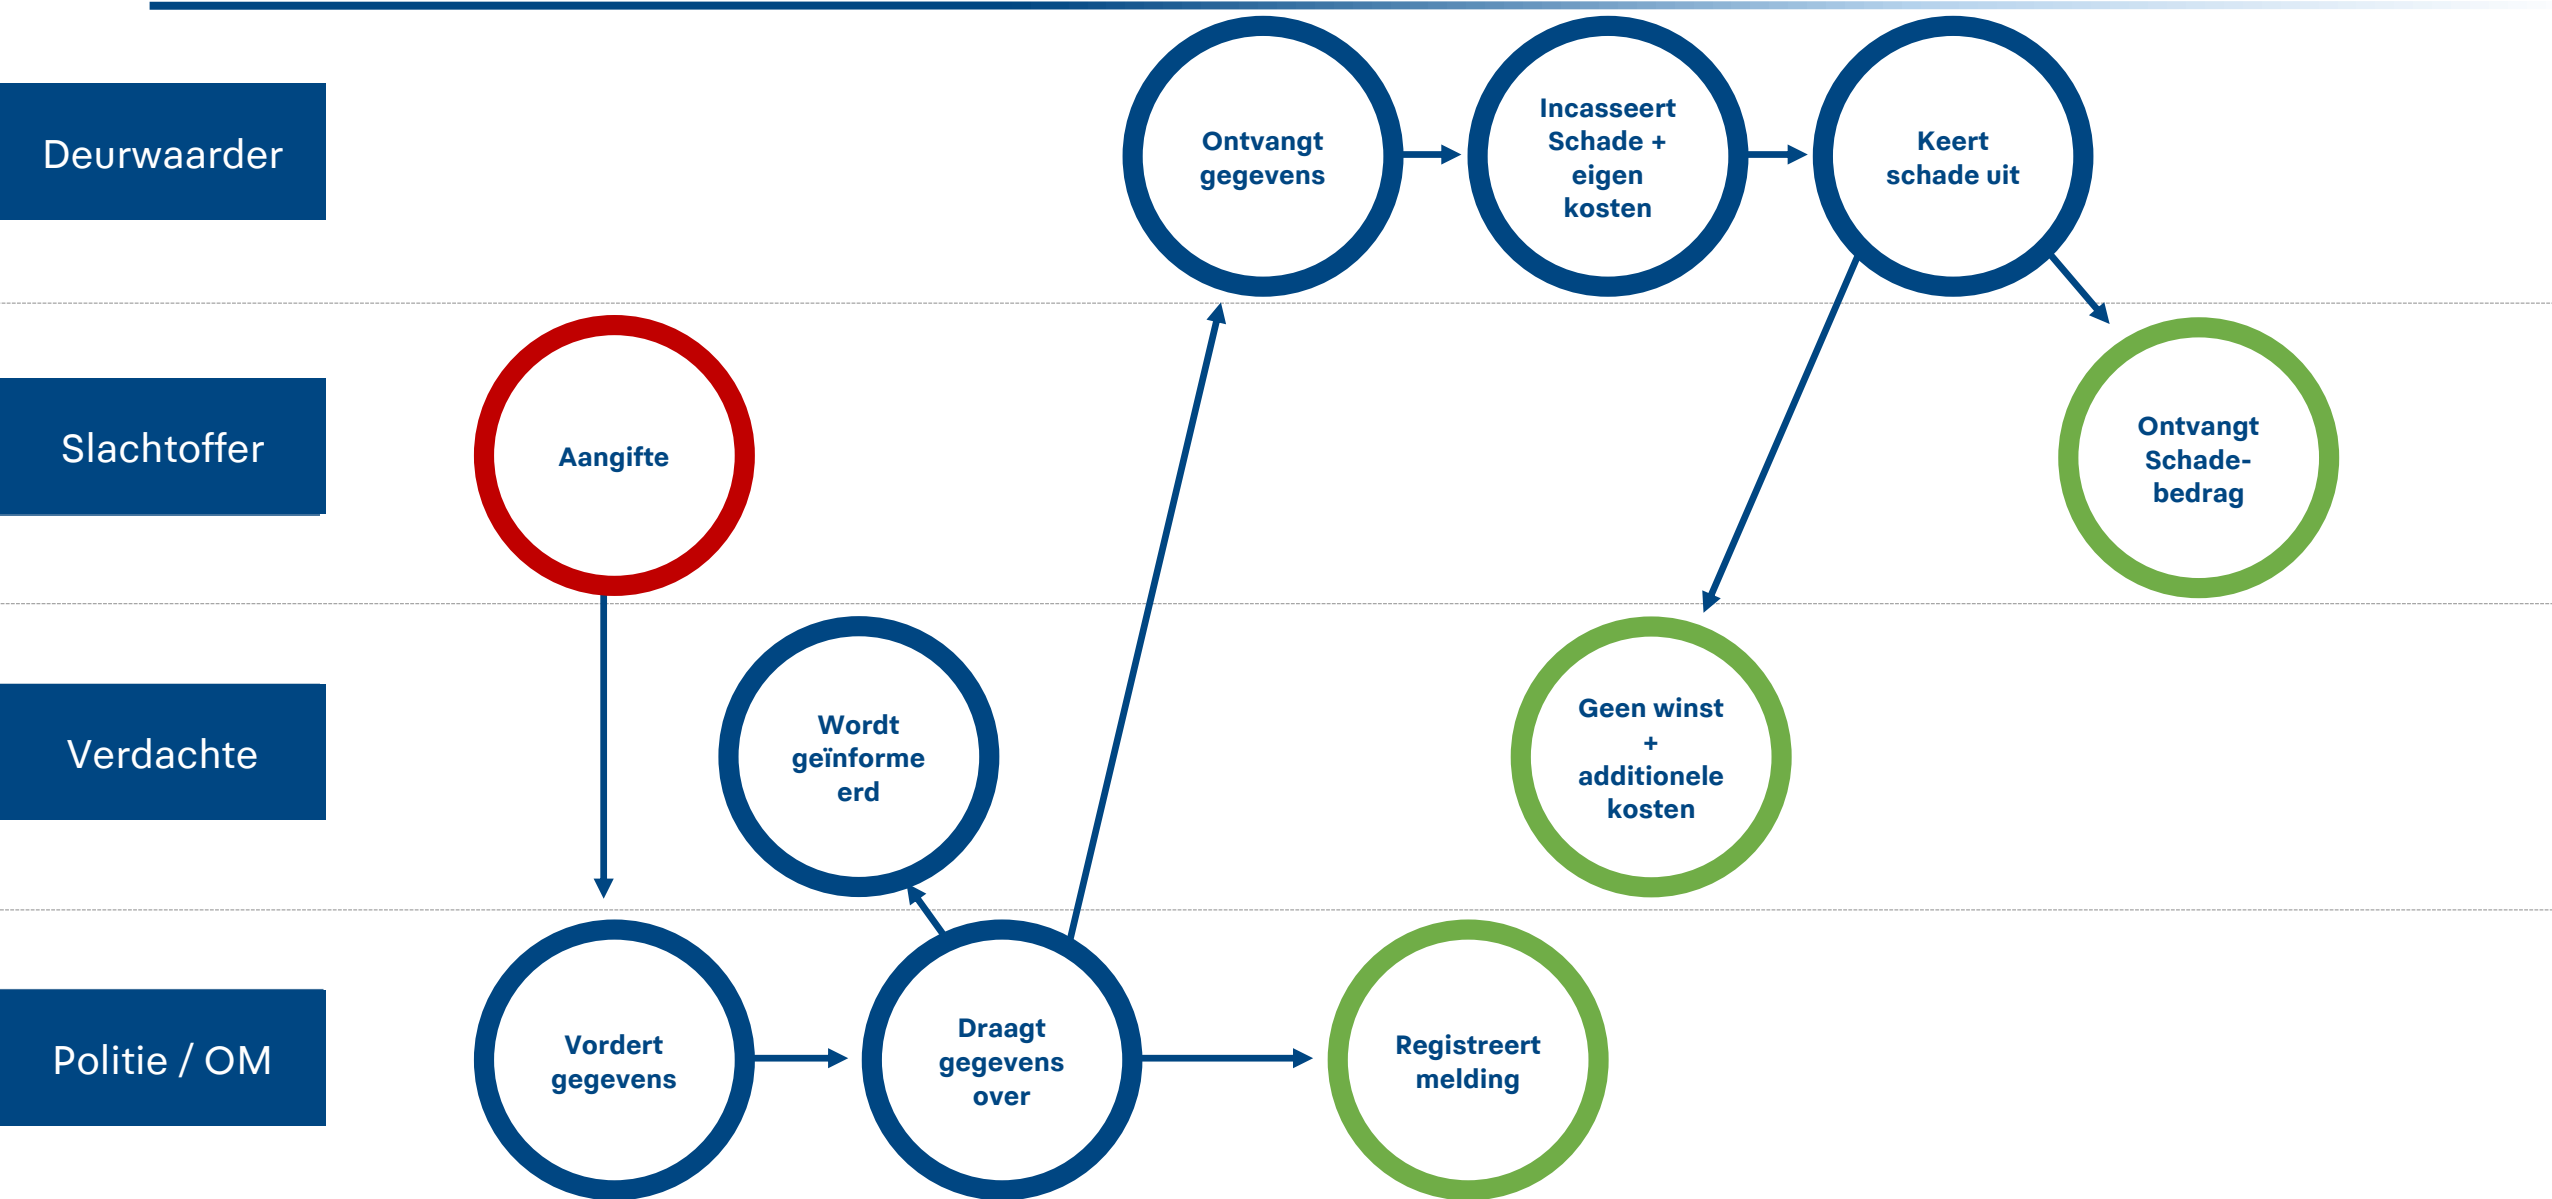 Deurwaarder
Ontvangt
gegevens
Incasseert
Schade +
eigen
kosten
Keert
schade uit
Slachtoffer
Aangifte
Ontvangt
Schade-
bedrag
Verdachte
Wordt
geïnforme
erd
Geen winst
+
additionele
kosten
Politie / OM
Vordert
gegevens
Draagt
gegevens
over
Registreert
melding